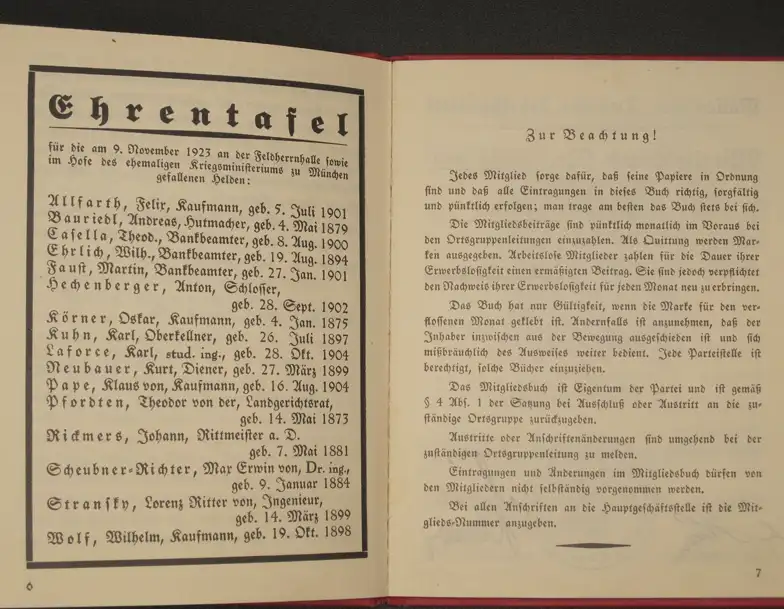 Ehrentafel
für die am 9. November 1923 an der Feldherrnhalle sowie
im Hofe des ehemaligen Kriegsministeriums zu München
gefallenen Helden:
Allfarth, Felix, Kaufmann, geb. 5. Juli 1901
Bauriedl, Andreas, Hutmacher, geb. 4. Mai 1879
Casella, Theod., Bankbeamter, geb. 8. Aug. 1900
Ehrlich, Wilh., Bankbeamter, geb. 19. Aug. 1894
Faust, Martin, Bankbeamter, geb. 27. Jan. 1901
Hechenberger, Anton, Schlosser,
geb. 28. Sept. 1902
Körner, Oskar, Kaufmann, geb. 4. Jan. 1875
Kuhn, Karl, Oberkellner, geb. 26. Juli 1897
Laforce, Karl, stud. ing., geb. 28. Okt. 1904
Neubauer, Kurt, Diener, geb. 27. März 1899
Pape, Klaus von, Kaufmann, geb. 16. Aug. 1904
Pfordten, Theodor von der, Landgerichtsrat,
geb. 14. Mai 1873
Rickmers, Johann, Rittmeister a. D.
geb. 7. Mai 1881
Scheubner-Richter, Max Erwin von, Dr. ing.,
geb. 9. Januar 1884
Stransky, Lorenz Ritter von, Ingenieur,
geb. 14. März 1899
Wolf, Wilhelm, Kaufmann, geb. 19. Okt. 1898
6
Zur Beachtung!
Jedes Mitglied sorge dafür, daß seine Papiere in Ordnung
sind und daß alle Eintragungen in dieses Buch richtig, sorgfältig
und pünktlich erfolgen; man trage am besten das Buch stets bei sich.
Die Mitgliedsbeiträge sind pünktlich monatlich im Voraus bei
den Ortsgruppenleitungen einzuzahlen. Als Quittung werden Mar-
ken ausgegeben. Arbeitslose Mitglieder zahlen für die Dauer ihrer
Erwerbslosigkeit einen ermäßigten Beitrag. Sie sind jedoch verpflichtet
den Nachweis ihrer Erwerbslosigkeit für jeden Monat neu zu erbringen.
Das Buch hat nur Gültigkeit, wenn die Marke für den ver-
flossenen Monat geklebt ist. Andernfalls ist anzunehmen, daß der
Inhaber inzwischen aus der Bewegung ausgeschieden ist und sich
mißbräuchlich des Ausweises weiter bedient. Jede Parteistelle ist
berechtigt, solche Bücher einzuziehen.
Das Mitgliedsbuch ist Eigentum der Partei und ist gemäß
§ 4 Abs. 1 der Satzung bei Ausschluß oder Austritt an die zu-
ständige Ortsgruppe zurückzugeben.
Austritte oder Anschriftenänderungen sind umgehend bei der
zuständigen Ortsgruppenleitung zu melden.
Eintragungen und Änderungen im Mitgliedsbuch dürfen von
den Mitgliedern nicht selbständig vorgenommen werden.
Bei allen Anschriften an die Hauptgeschäftsstelle ist die Mit-
glieds-Nummer anzugeben.
7